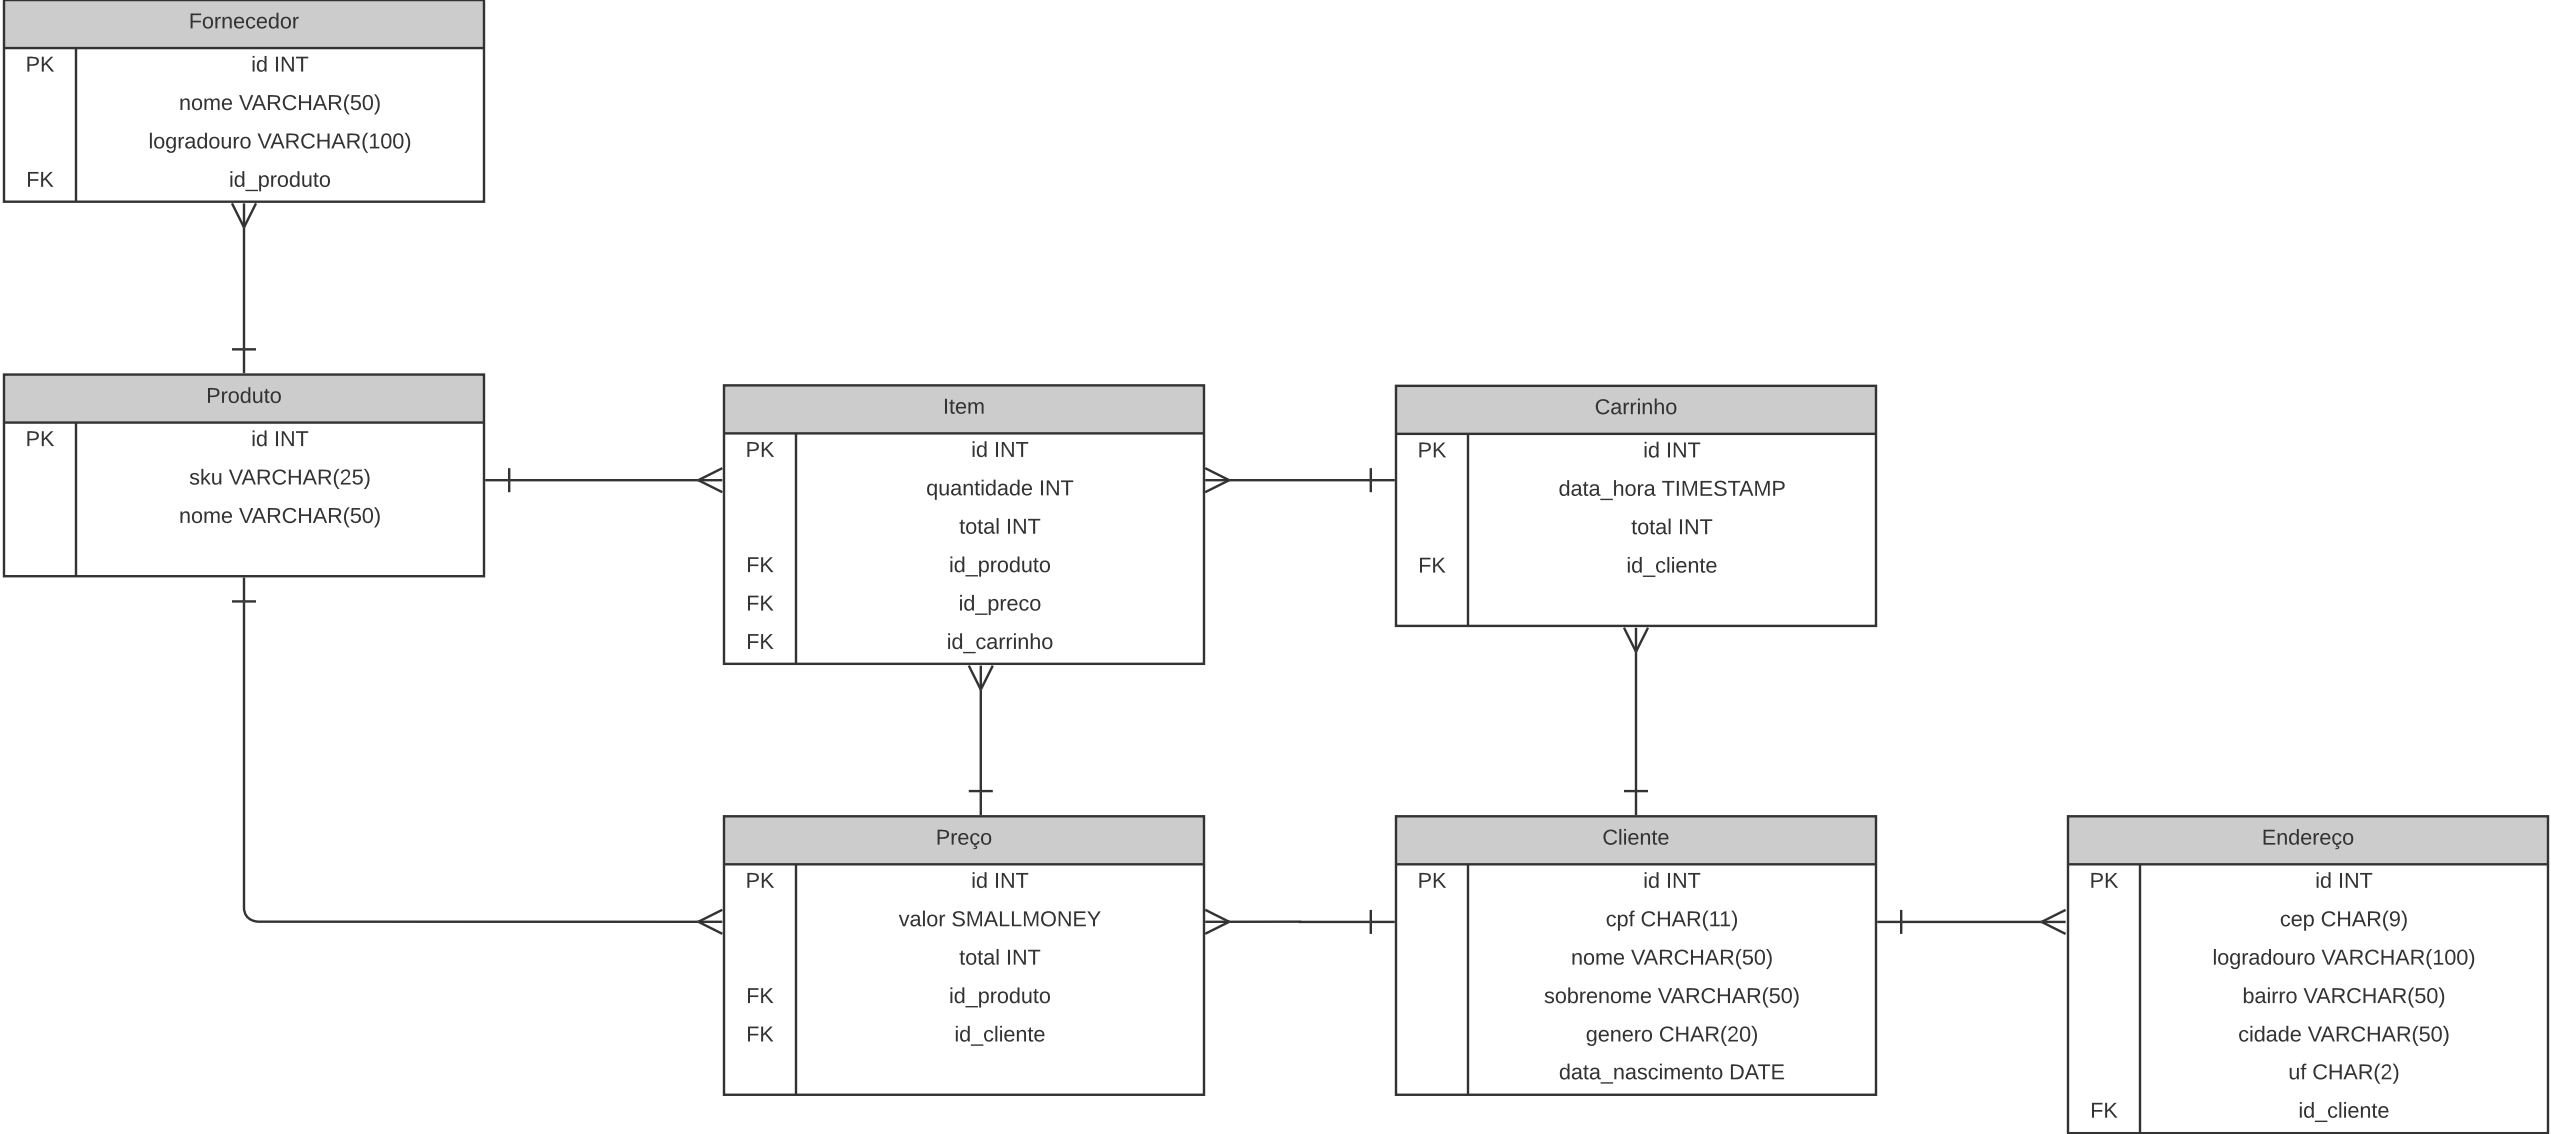 Fornecedor
PK id INT
nome VARCHAR(50)
logradouro VARCHAR(100)
FK id_produto
Produto
PK id INT
sku VARCHAR(25)
nome VARCHAR(50)
Item
PK id INT
quantidade INT
total INT
FK id_produto
FK id_preco
FK id_carrinho
Carrinho
PK id INT
data_hora TIMESTAMP
total INT
FK id_cliente
Preço
PK id INT
valor SMALLMONEY
total INT
FK id_produto
FK id_cliente
Cliente
PK id INT
cpf CHAR(11)
nome VARCHAR(50)
sobrenome VARCHAR(50)
genero CHAR(20)
data_nascimento DATE
Endereço
PK id INT
cep CHAR(9)
logradouro VARCHAR(100)
bairro VARCHAR(50)
cidade VARCHAR(50)
uf CHAR(2)
FK id_cliente